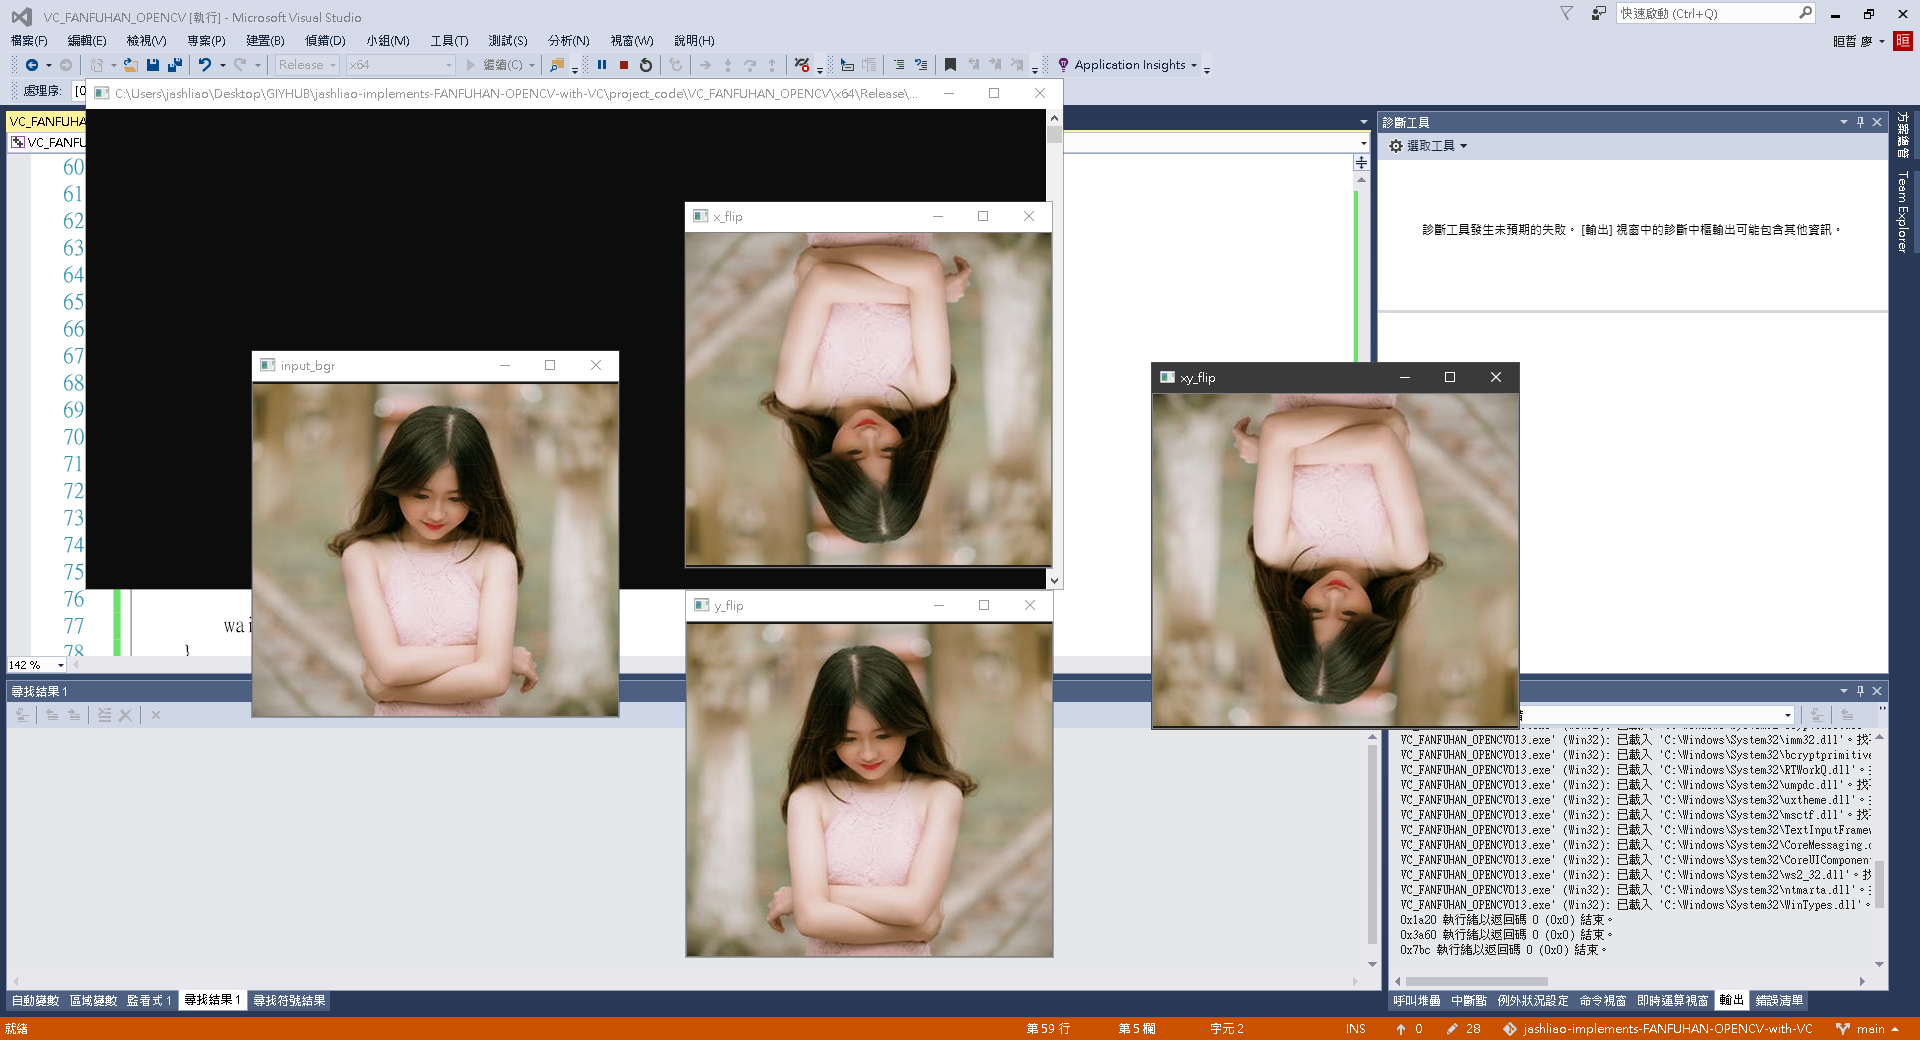 VC_FANFUHAN_OPENCV [執行] - Microsoft Visual Studio
快速啟動 (Ctrl+Q)
檔案(F) 編輯(E) 檢視(V) 專案(P) 建置(B) 偵錯(D) 小組(M) 工具(T) 測試(S) 分析(N) 視窗(W) 說明(H)
Release x64 繼續(C) Application Insights
處理序: [0
C:\Users\jashliao\Desktop\GIYHUB\jashliao-implements-FANFUHAN-OPENCV-with-VC\project_code\VC_FANFUHAN_OPENCV\x64\Release\...
VC_FANFUHA
VC_FANFU
診斷工具
選取工具
診斷工具發生未預期的失敗。 [輸出] 視窗中的診斷中樞輸出可能包含其他資訊。
Team Explorer
60
61
62
63
64
65
66
67
68
69
70
71
72
73
74
75
76
77 wai
78 }
x_flip
input_bgr
xy_flip
y_flip
142 %
尋找結果 1
VC_FANFUHAN_OPENCV013.exe' (Win32): 已載入 'C:\Windows\System32\imm32.dll'。找
VC_FANFUHAN_OPENCV013.exe' (Win32): 已載入 'C:\Windows\System32\bcryptprimitive
VC_FANFUHAN_OPENCV013.exe' (Win32): 已載入 'C:\Windows\System32\RTWorkQ.dll'。
VC_FANFUHAN_OPENCV013.exe' (Win32): 已載入 'C:\Windows\System32\umpdc.dll'。找
VC_FANFUHAN_OPENCV013.exe' (Win32): 已載入 'C:\Windows\System32\uxtheme.dll'。
VC_FANFUHAN_OPENCV013.exe' (Win32): 已載入 'C:\Windows\System32\msctf.dll'。找
VC_FANFUHAN_OPENCV013.exe' (Win32): 已載入 'C:\Windows\System32\TextInputFramew
VC_FANFUHAN_OPENCV013.exe' (Win32): 已載入 'C:\Windows\System32\CoreMessaging.d
VC_FANFUHAN_OPENCV013.exe' (Win32): 已載入 'C:\Windows\System32\CoreUIComponen
VC_FANFUHAN_OPENCV013.exe' (Win32): 已載入 'C:\Windows\System32\ws2_32.dll'。找
VC_FANFUHAN_OPENCV013.exe' (Win32): 已載入 'C:\Windows\System32\ntmarta.dll'。
VC_FANFUHAN_OPENCV013.exe' (Win32): 已載入 'C:\Windows\System32\WinTypes.dll'。
0x1a20 執行緒以返回碼 0 (0x0) 結束。
0x3a60 執行緒以返回碼 0 (0x0) 結束。
0x7bc 執行緒以返回碼 0 (0x0) 結束。
自動變數 區域變數 監看式 1 尋找結果 1 尋找符號結果
呼叫堆疊 中斷點 例外狀況設定 命令視窗 即時運算視窗 輸出 錯誤清單
就緒 第 59 行 第 5 欄 字元 2 INS 0 28 jashliao-implements-FANFUHAN-OPENCV-with-VC main